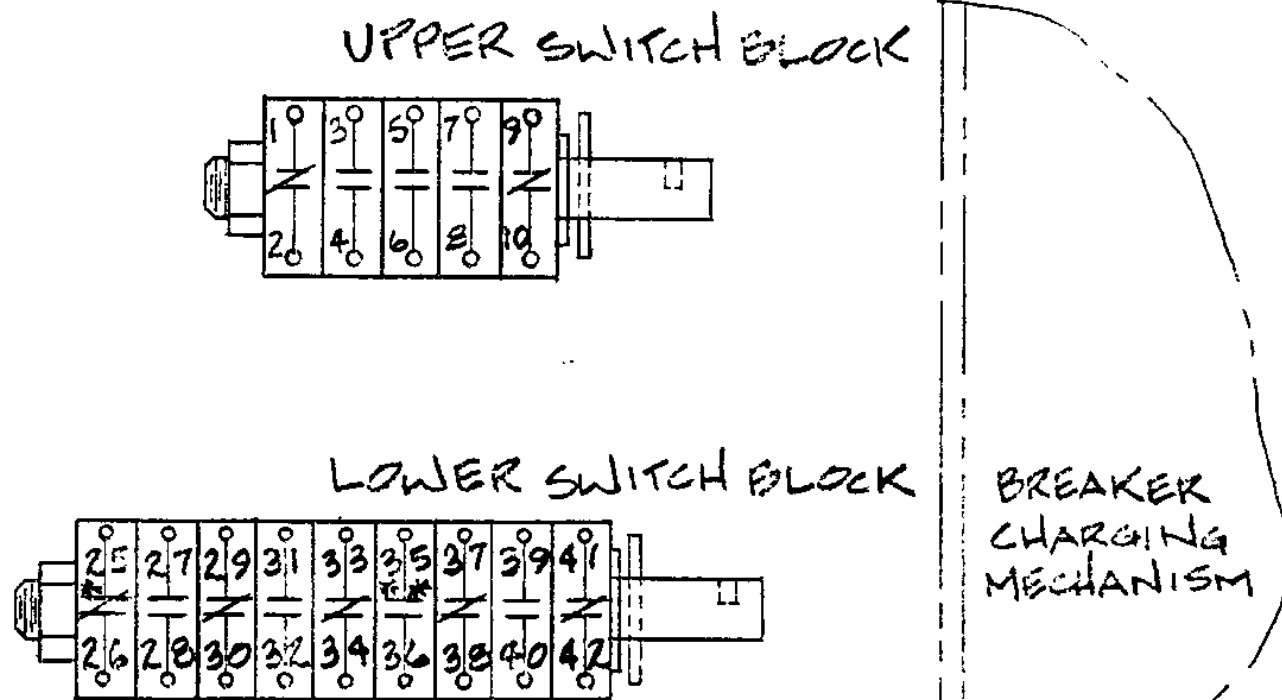 UPPER SWITCH BLOCK
1 3 5 7 9
2 4 6 8 10
LOWER SWITCH BLOCK
25 27 29 31 33 35 37 39 41
* **
26 28 30 32 34 36 38 40 42
BREAKER
CHARGING
MECHANISM